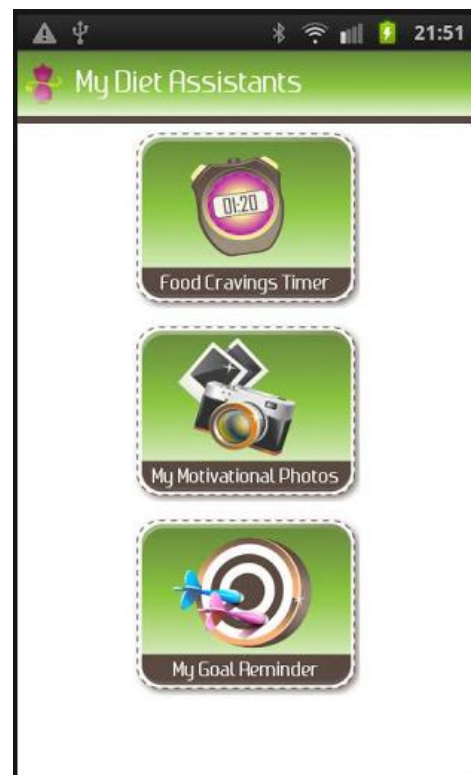 21:51
My Diet Assistants
01:20
Food Cravings Timer
My Motivational Photos
My Goal Reminder